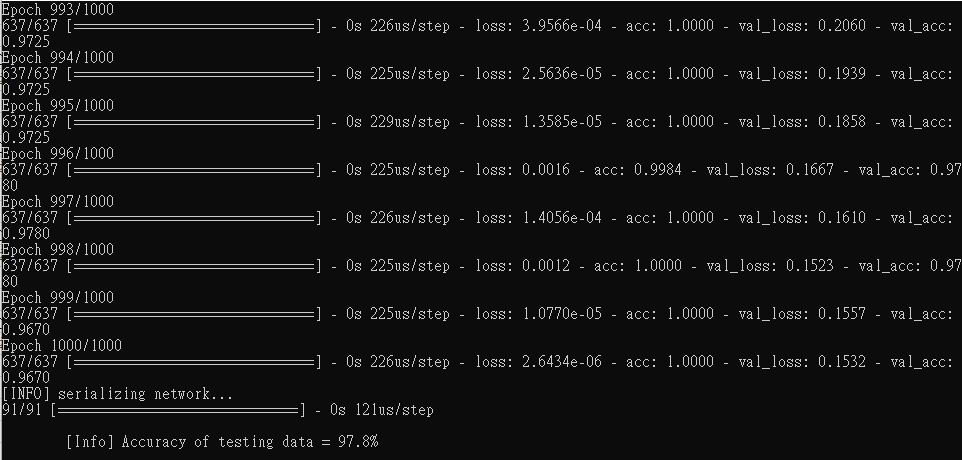 Epoch 993/1000
637/637 [==============================] - 0s 226us/step - loss: 3.9566e-04 - acc: 1.0000 - val_loss: 0.2060 - val_acc:
0.9725
Epoch 994/1000
637/637 [==============================] - 0s 225us/step - loss: 2.5636e-05 - acc: 1.0000 - val_loss: 0.1939 - val_acc:
0.9725
Epoch 995/1000
637/637 [==============================] - 0s 229us/step - loss: 1.3585e-05 - acc: 1.0000 - val_loss: 0.1858 - val_acc:
0.9725
Epoch 996/1000
637/637 [==============================] - 0s 225us/step - loss: 0.0016 - acc: 0.9984 - val_loss: 0.1667 - val_acc: 0.97
80
Epoch 997/1000
637/637 [==============================] - 0s 226us/step - loss: 1.4056e-04 - acc: 1.0000 - val_loss: 0.1610 - val_acc:
0.9780
Epoch 998/1000
637/637 [==============================] - 0s 225us/step - loss: 0.0012 - acc: 1.0000 - val_loss: 0.1523 - val_acc: 0.97
80
Epoch 999/1000
637/637 [==============================] - 0s 225us/step - loss: 1.0770e-05 - acc: 1.0000 - val_loss: 0.1557 - val_acc:
0.9670
Epoch 1000/1000
637/637 [==============================] - 0s 226us/step - loss: 2.6434e-06 - acc: 1.0000 - val_loss: 0.1532 - val_acc:
0.9670
[INFO] serializing network...
91/91 [==============================] - 0s 121us/step
[Info] Accuracy of testing data = 97.8%